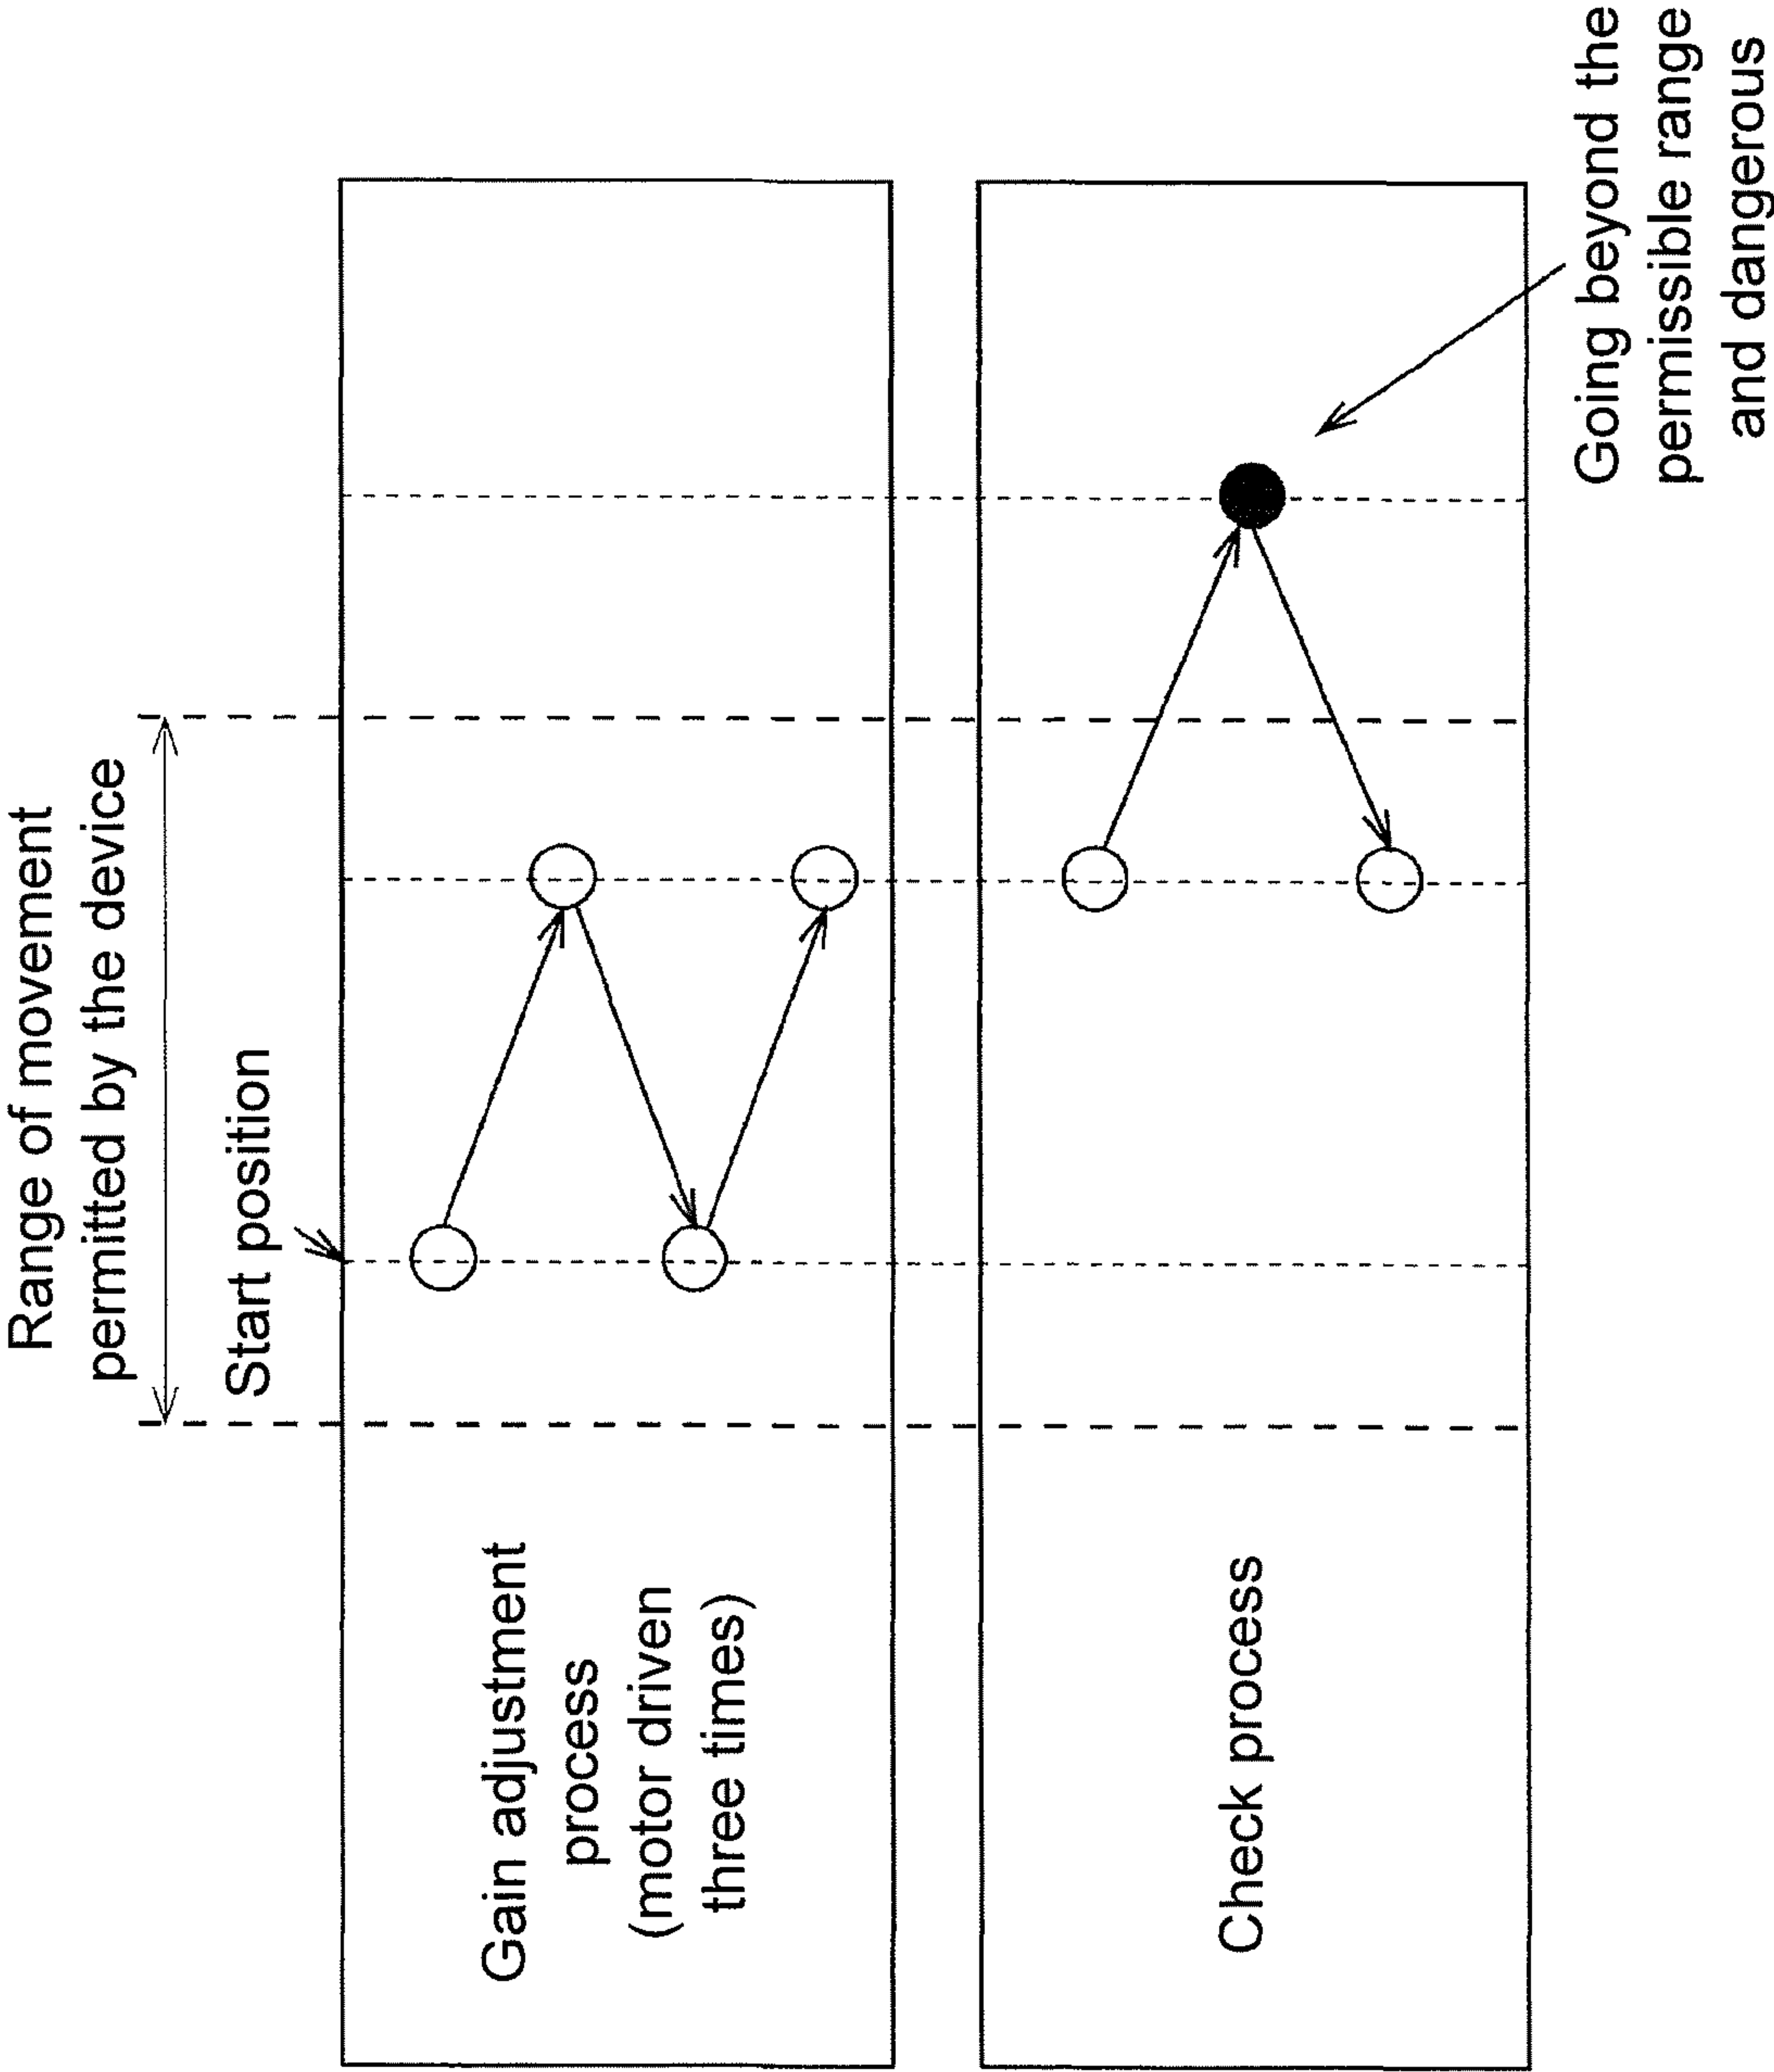 Range of movement
permitted by the device
Start position
Gain adjustment
process
(motor driven
three times)
Check process
Going beyond the
permissible range
and dangerous